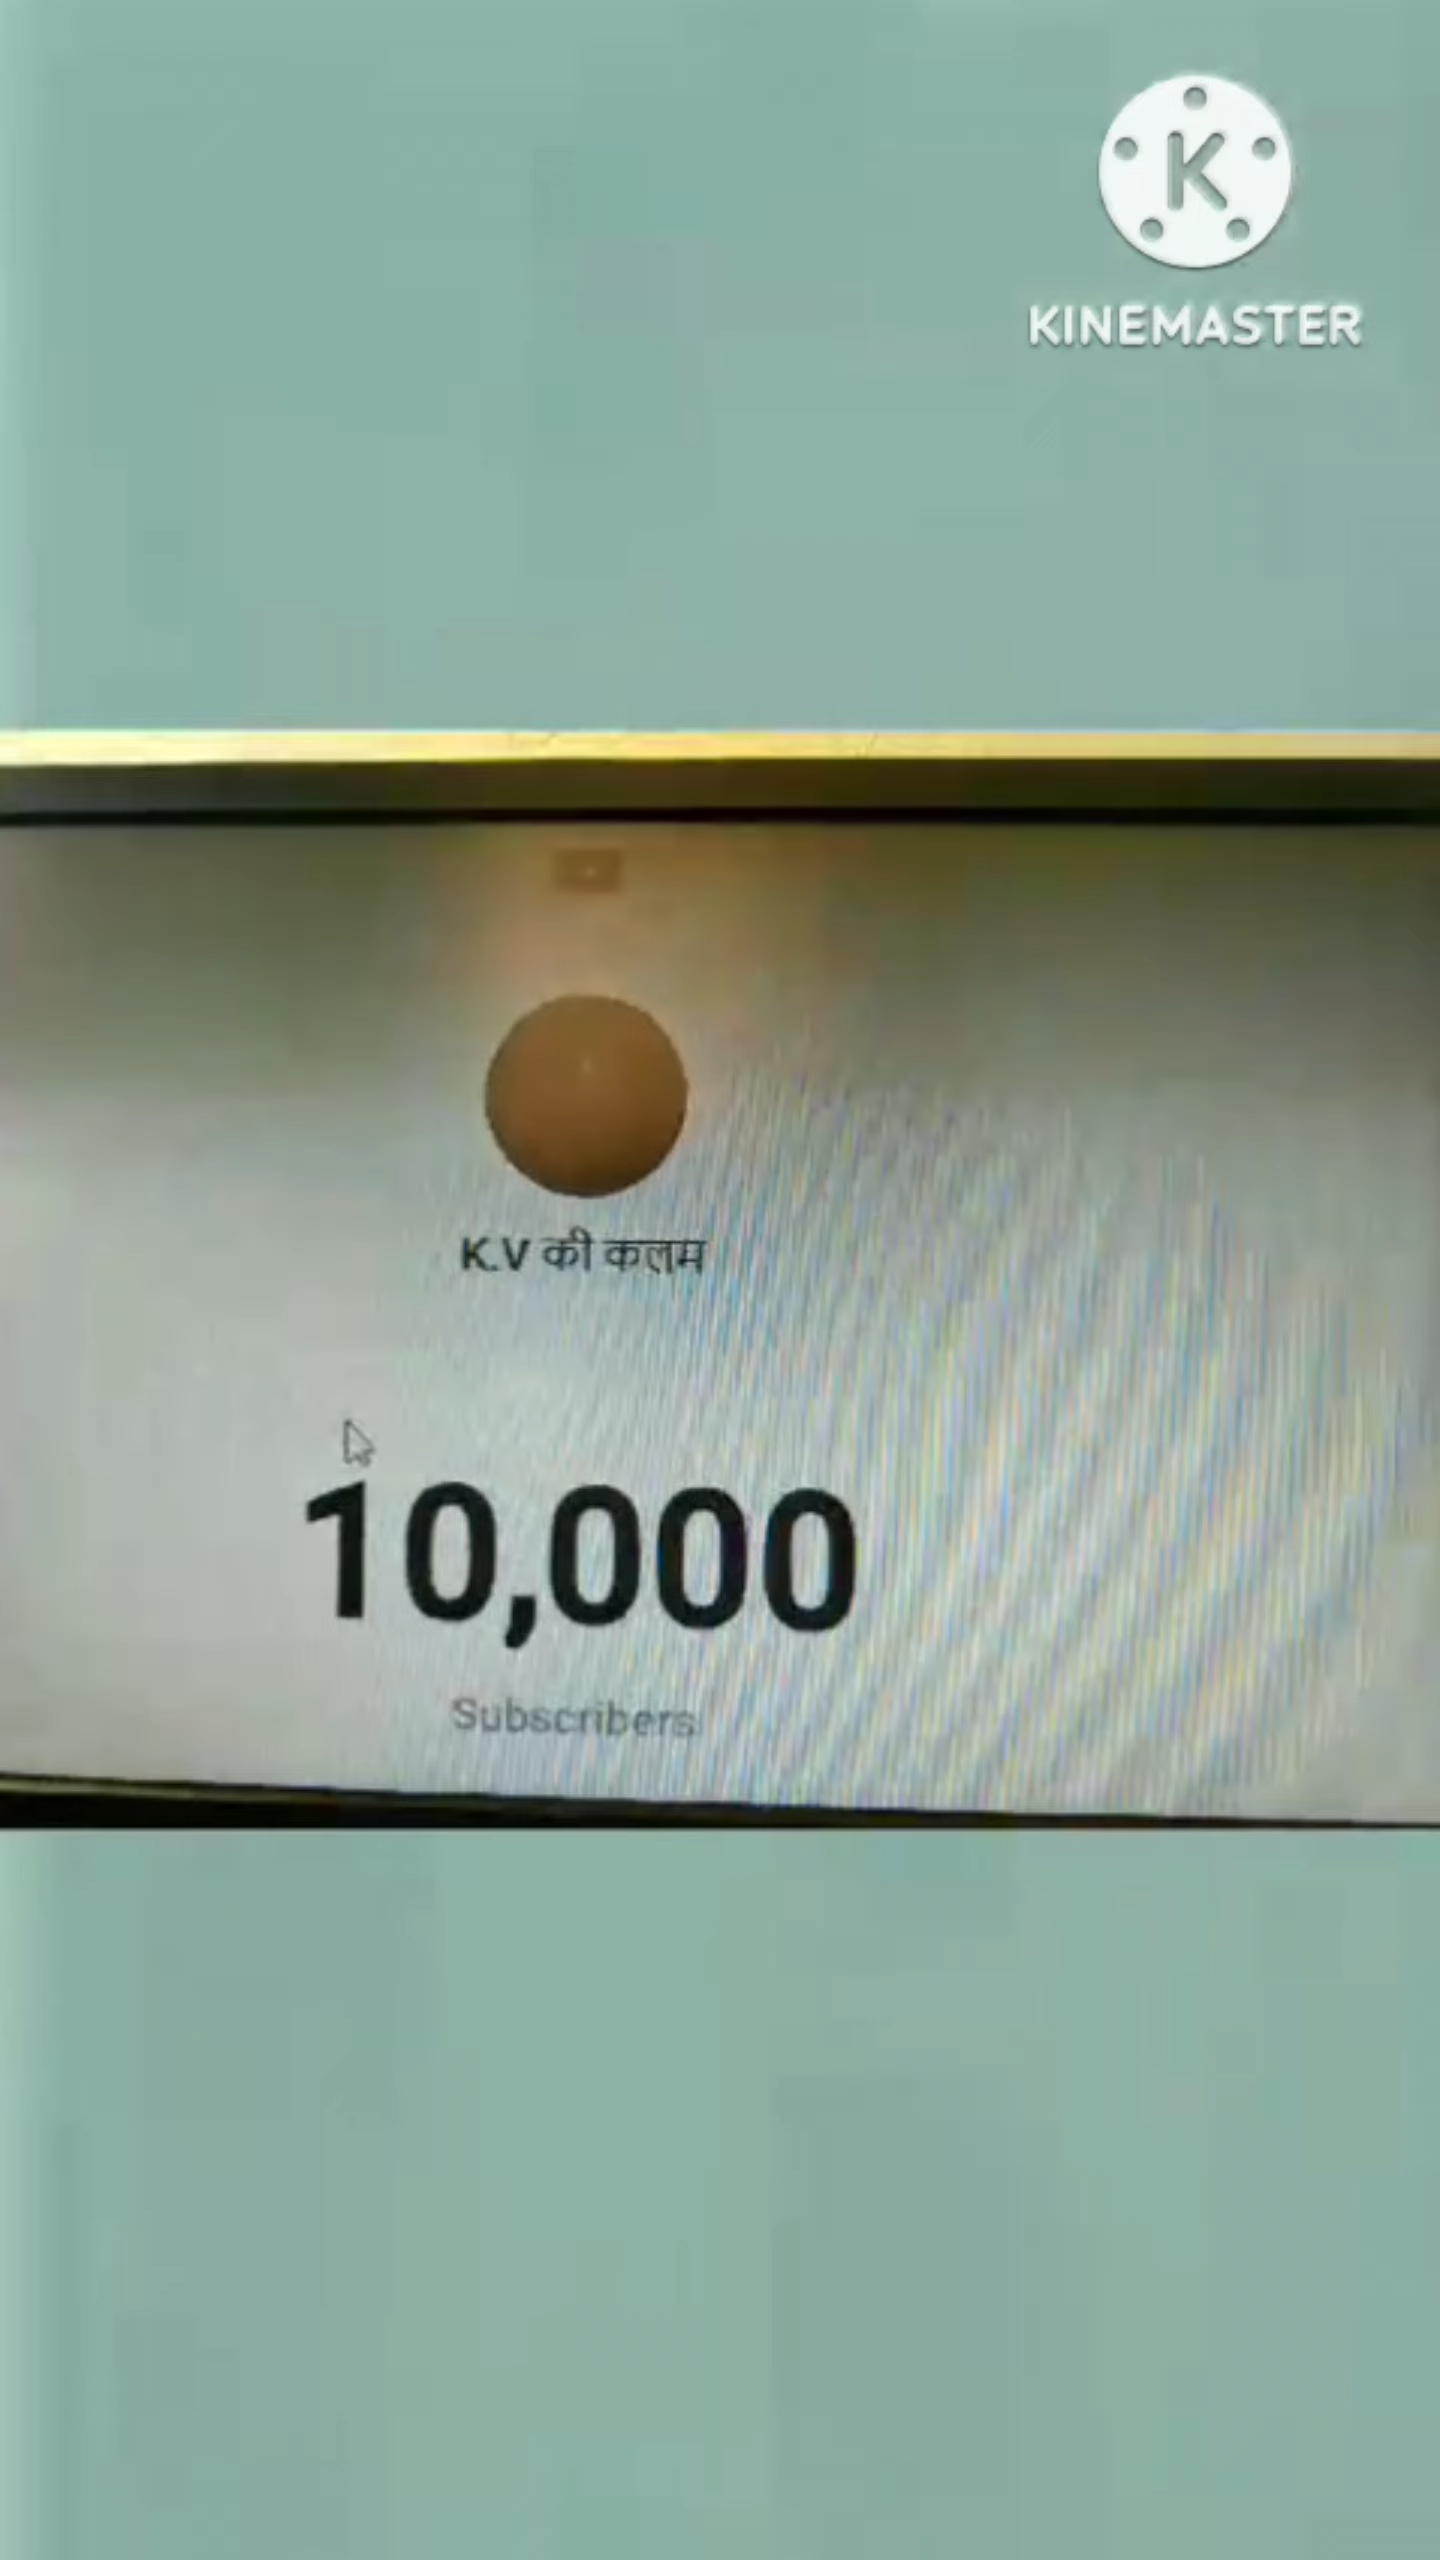 K
KINEMASTER
K.V की कलम
10,000
Subscribers